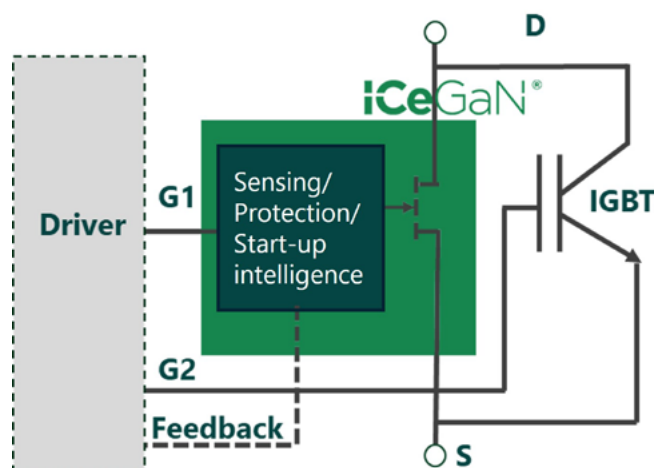 D
ICeGaN®
G1
Sensing/
Protection/
Start-up
intelligence
Driver
IGBT
G2
Feedback
S